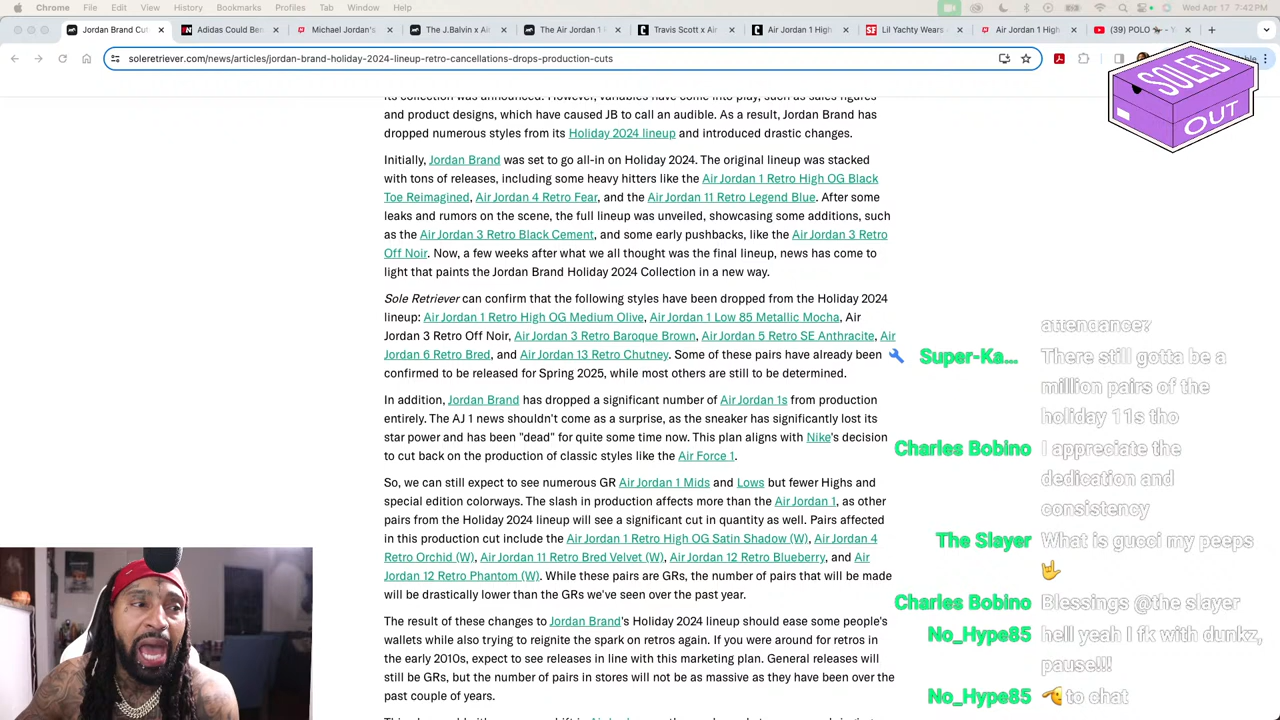 Chrome File Edit View History Bookmarks Profiles Tab Window Help
Wed Apr 17 7:42 PM
Jordan Brand Cut
Adidas Could Ben
Michael Jordan's
The J.Balvin x Air
The Air Jordan 1
Travis Scott x Air
Air Jordan 1 High
Lil Yachty Wears
Air Jordan 1 High
(39) POLO
soleretriever.com/news/articles/jordan-brand-holiday-2024-lineup-retro-cancellations-drops-production-cuts
SOLED
OUT
its collection was announced. However, variables have come into play, such as sales figures
and product designs, which have caused JB to call an audible. As a result, Jordan Brand has
dropped numerous styles from its Holiday 2024 lineup and introduced drastic changes.
Initially, Jordan Brand was set to go all-in on Holiday 2024. The original lineup was stacked
with tons of releases, including some heavy hitters like the Air Jordan 1 Retro High OG Black
Toe Reimagined, Air Jordan 4 Retro Fear, and the Air Jordan 11 Retro Legend Blue. After some
leaks and rumors on the scene, the full lineup was unveiled, showcasing some additions, such
as the Air Jordan 3 Retro Black Cement, and some early pushbacks, like the Air Jordan 3 Retro
Off Noir. Now, a few weeks after what we all thought was the final lineup, news has come to
light that paints the Jordan Brand Holiday 2024 Collection in a new way.
Sole Retriever can confirm that the following styles have been dropped from the Holiday 2024
lineup: Air Jordan 1 Retro High OG Medium Olive, Air Jordan 1 Low 85 Metallic Mocha, Air
Jordan 3 Retro Off Noir, Air Jordan 3 Retro Baroque Brown, Air Jordan 5 Retro SE Anthracite, Air
Jordan 6 Retro Bred, and Air Jordan 13 Retro Chutney. Some of these pairs have already been
confirmed to be released for Spring 2025, while most others are still to be determined.
In addition, Jordan Brand has dropped a significant number of Air Jordan 1s from production
entirely. The AJ 1 news shouldn't come as a surprise, as the sneaker has significantly lost its
star power and has been "dead" for quite some time now. This plan aligns with Nike's decision
to cut back on the production of classic styles like the Air Force 1.
So, we can still expect to see numerous GR Air Jordan 1 Mids and Lows but fewer Highs and
special edition colorways. The slash in production affects more than the Air Jordan 1, as other
pairs from the Holiday 2024 lineup will see a significant cut in quantity as well. Pairs affected
in this production cut include the Air Jordan 1 Retro High OG Satin Shadow (W), Air Jordan 4
Retro Orchid (W), Air Jordan 11 Retro Bred Velvet (W), Air Jordan 12 Retro Blueberry, and Air
Jordan 12 Retro Phantom (W). While these pairs are GRs, the number of pairs that will be made
will be drastically lower than the GRs we've seen over the past year.
The result of these changes to Jordan Brand's Holiday 2024 lineup should ease some people's
wallets while also trying to reignite the spark on retros again. If you were around for retros in
the early 2010s, expect to see releases in line with this marketing plan. General releases will
still be GRs, but the number of pairs in stores will not be as massive as they have been over the
past couple of years.
attendance?
Super-Ka... There still gotta be a
million pairs of the
holiday 11s tho
Charles Bobino I appreciate the
dedication and
consistency
The Slayer What is gucci my peeps
🤟
Charles Bobino Blessings @the slayer
No_Hype85 hell yeah I fk with dunkz,
pause!!!
No_Hype85 🫡 to chat